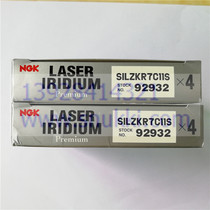 NGK
LASER
IRIDIUM
Premium
SILZKR7C11S
STOCK NO. 92932
×4
NGK
LASER
IRIDIUM
Premium
SILZKR7C11S
STOCK NO. 92932
×4